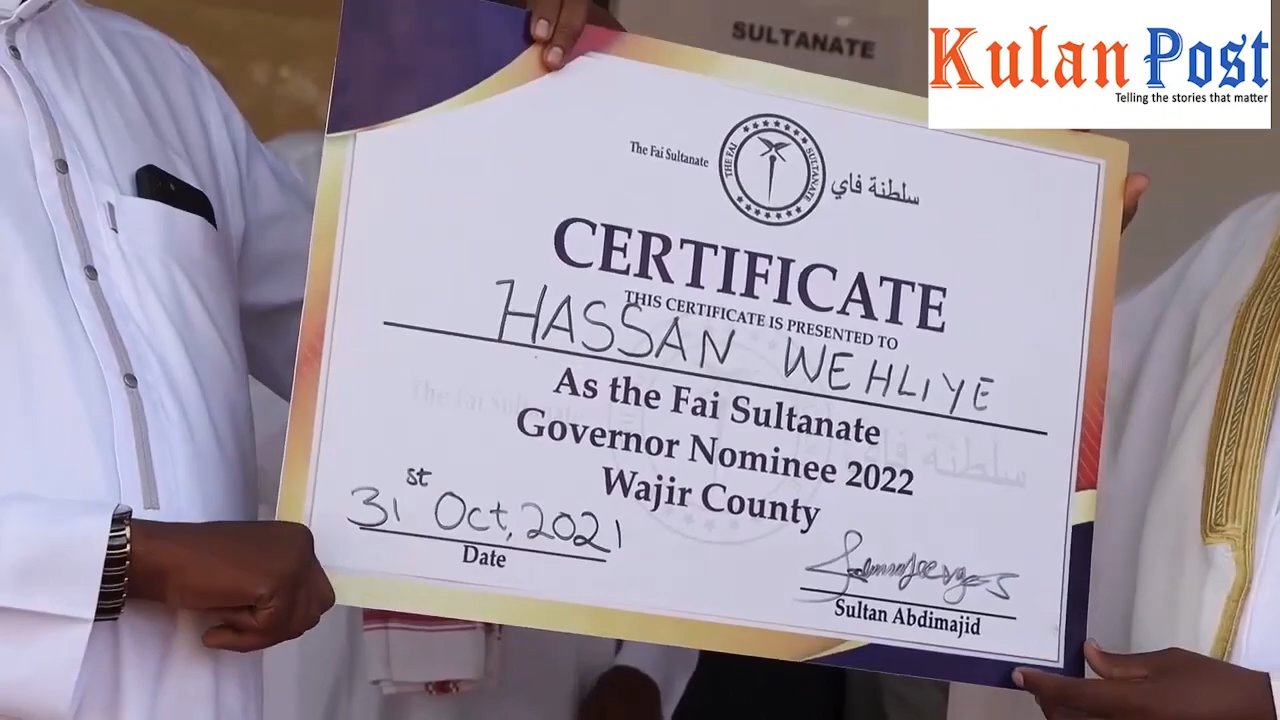 SULTANATE
Kulan Post
Telling the stories that matter
The Fai Sultanate
THE FAI SULTANATE
سلطنة فاي
CERTIFICATE
THIS CERTIFICATE IS PRESENTED TO
HASSAN WEHLIYE
As the Fai Sultanate
Governor Nominee 2022
Wajir County
31st Oct, 2021
Date
Sultan Abdimajid